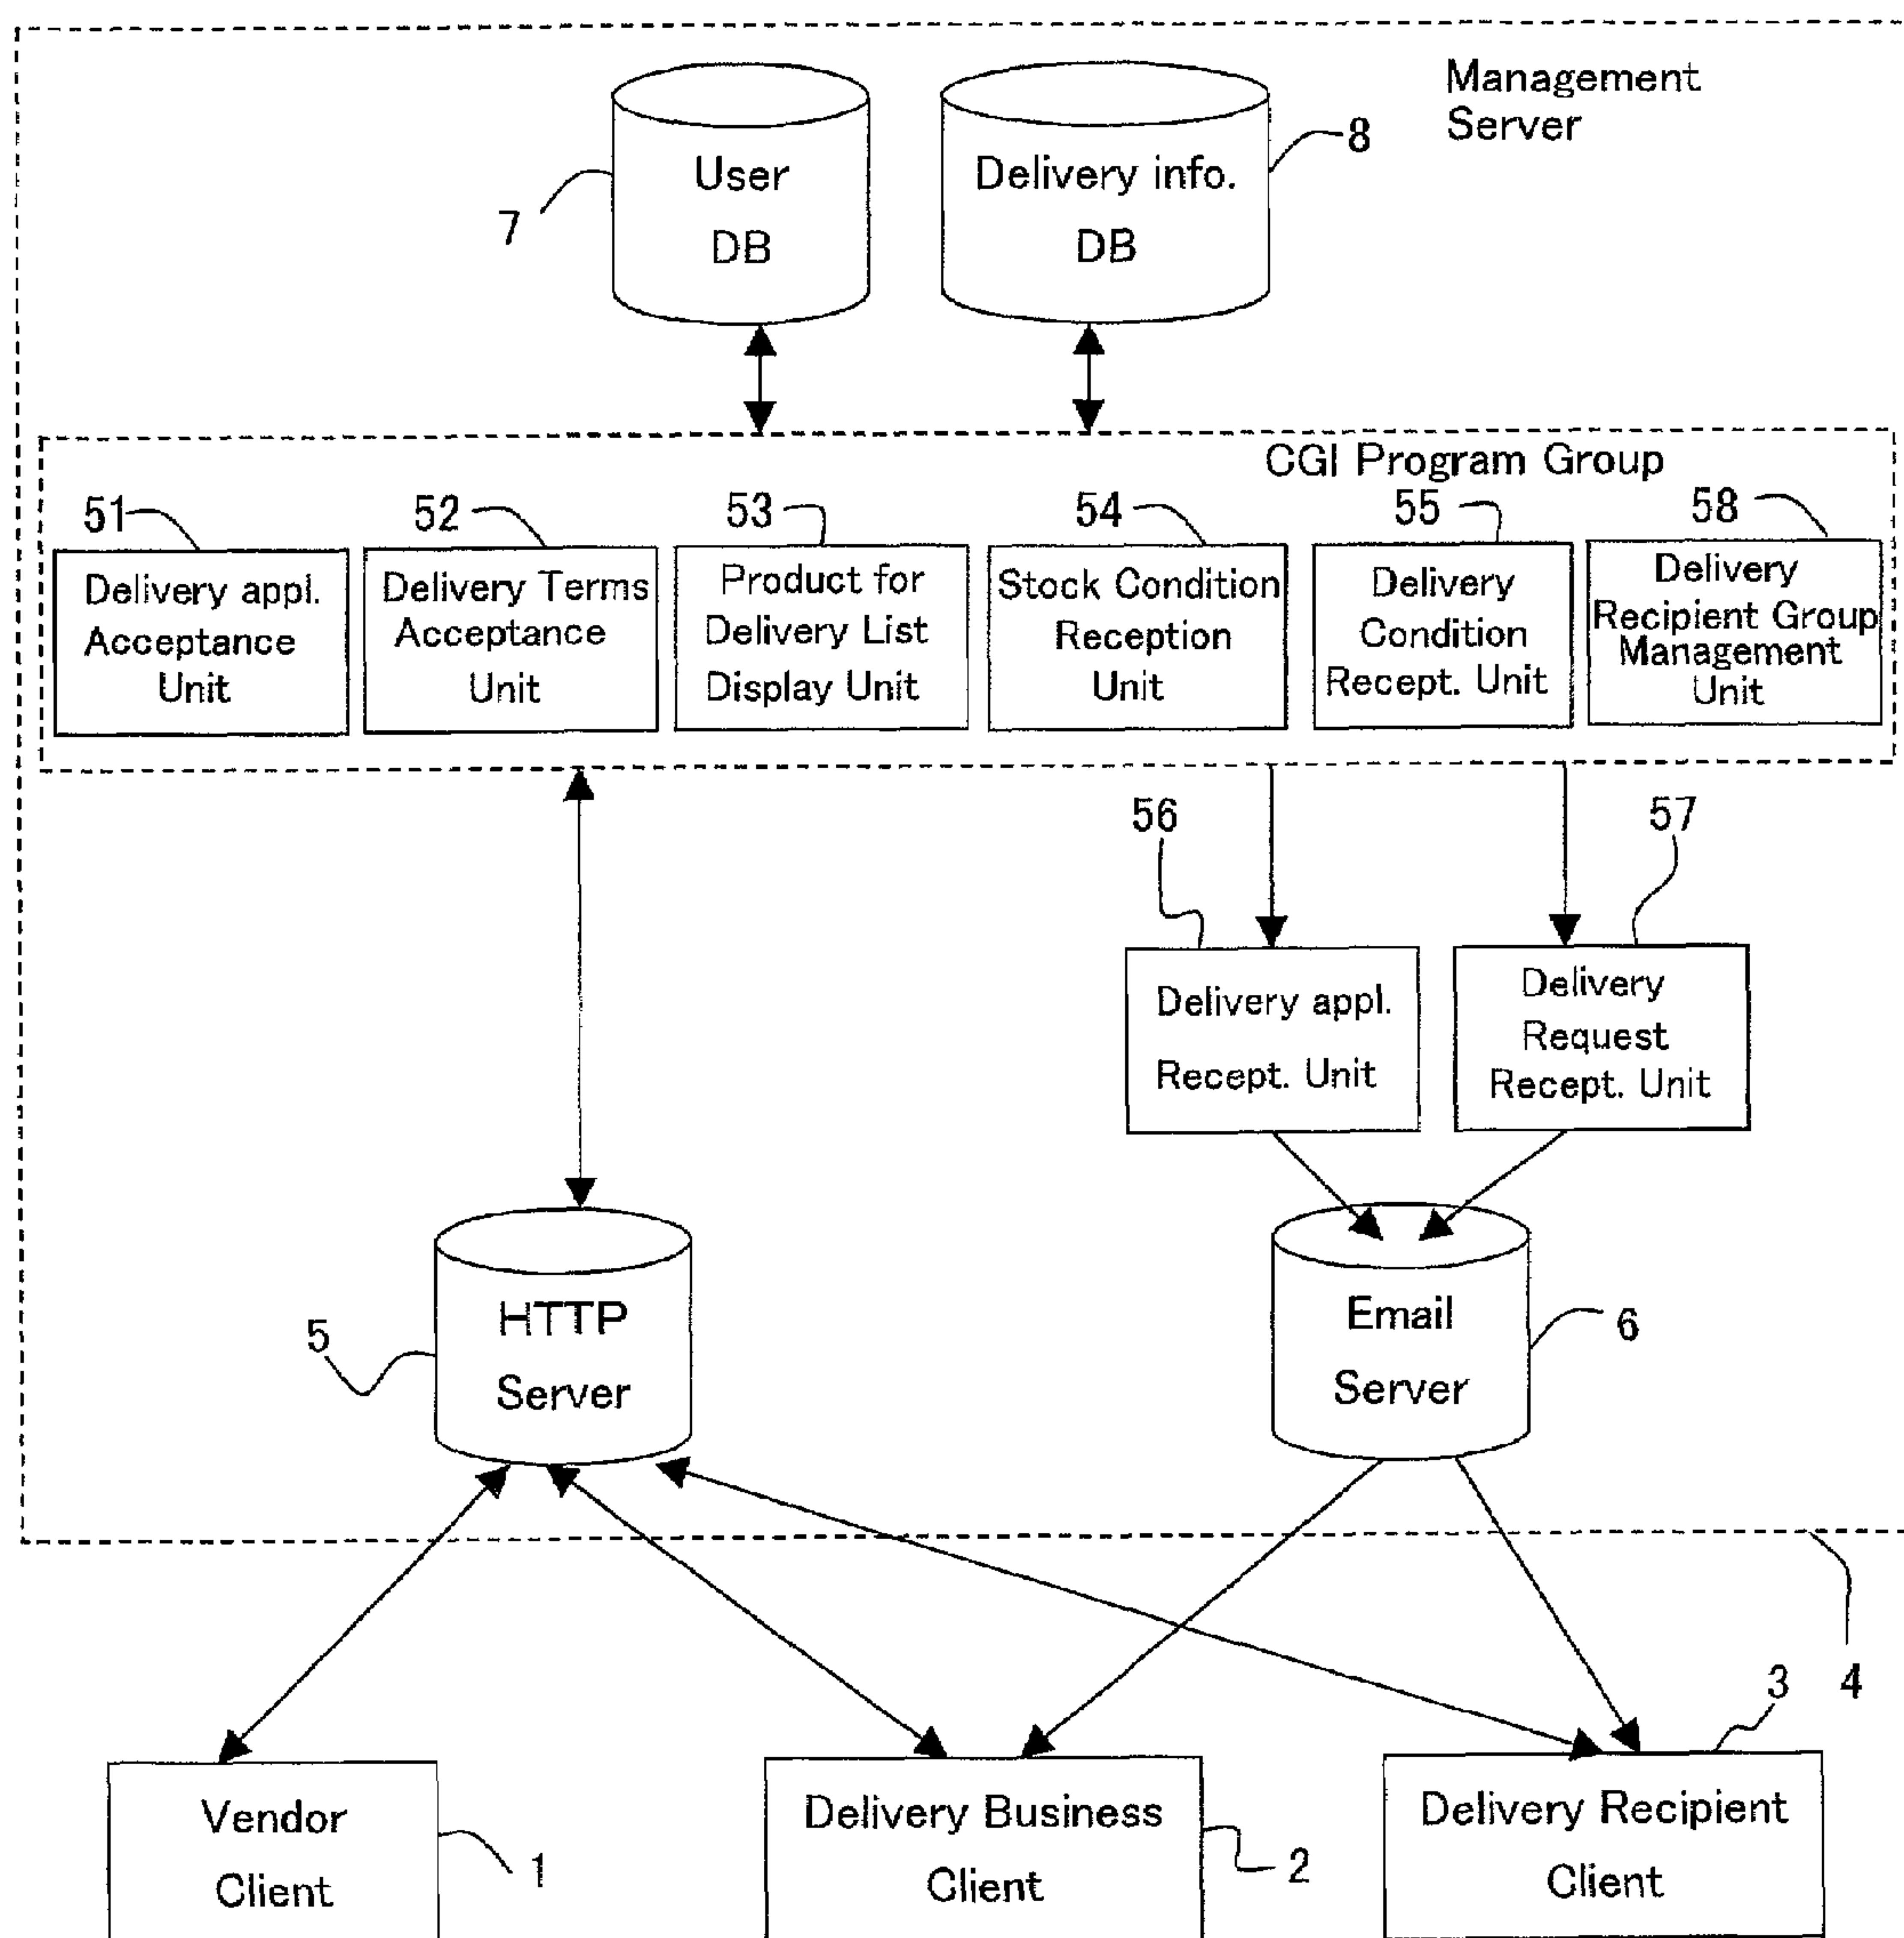 Management
Server
User
DB
7
Delivery info.
DB
8
CGI Program Group
51
52
53
54
55
58
Delivery appl.
Acceptance
Unit
Delivery Terms
Acceptance
Unit
Product for
Delivery List
Display Unit
Stock Condition
Reception
Unit
Delivery
Condition
Recept. Unit
Delivery
Recipient Group
Management
Unit
56
57
Delivery appl.
Recept. Unit
Delivery
Request
Recept. Unit
5
HTTP
Server
Email
Server
6
4
3
Vendor
Client
1
Delivery Business
Client
2
Delivery Recipient
Client